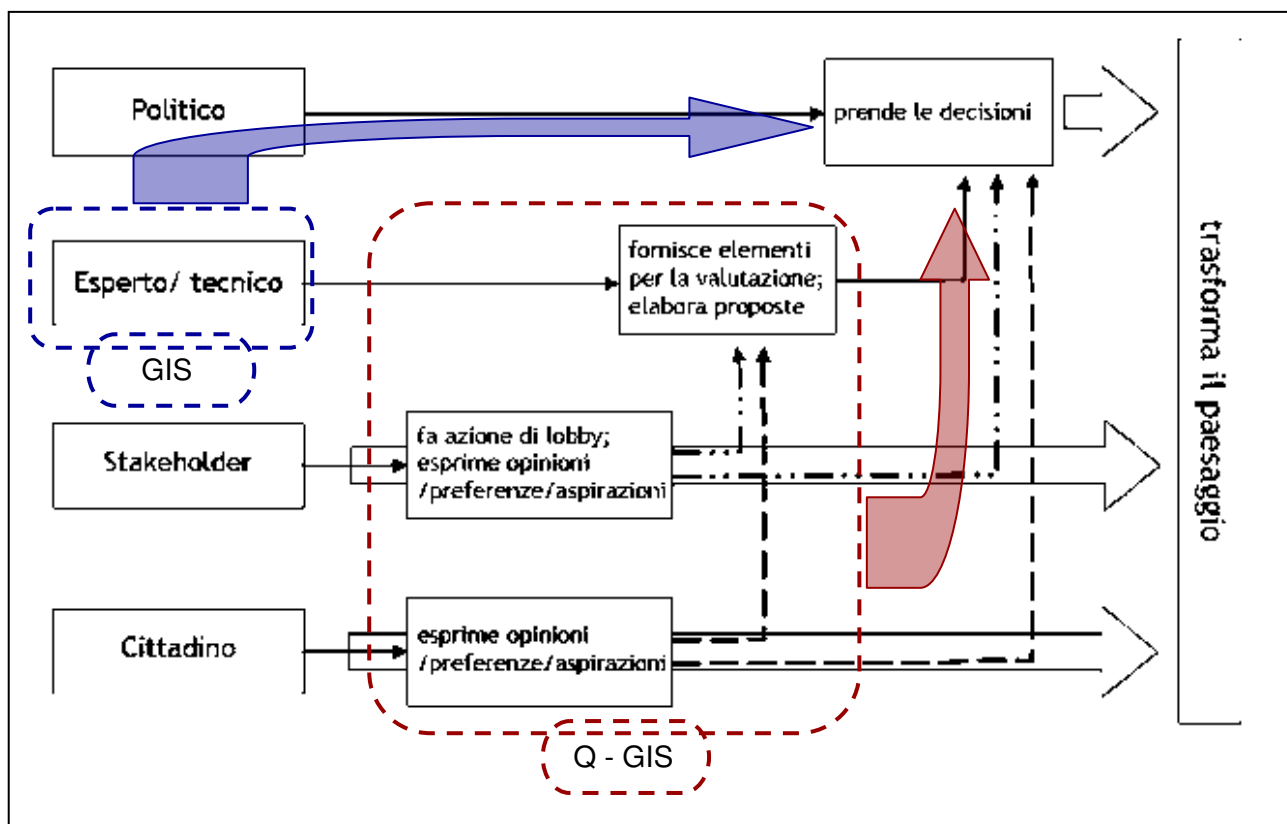 Politico
prende le decisioni
Esperto/ tecnico
GIS
fornisce elementi
per la valutazione;
elabora proposte
Stakeholder
fa azione di lobby;
esprime opinioni
/preferenze/aspirazioni
Cittadino
esprime opinioni
/preferenze/aspirazioni
Q - GIS
trasforma il paesaggio